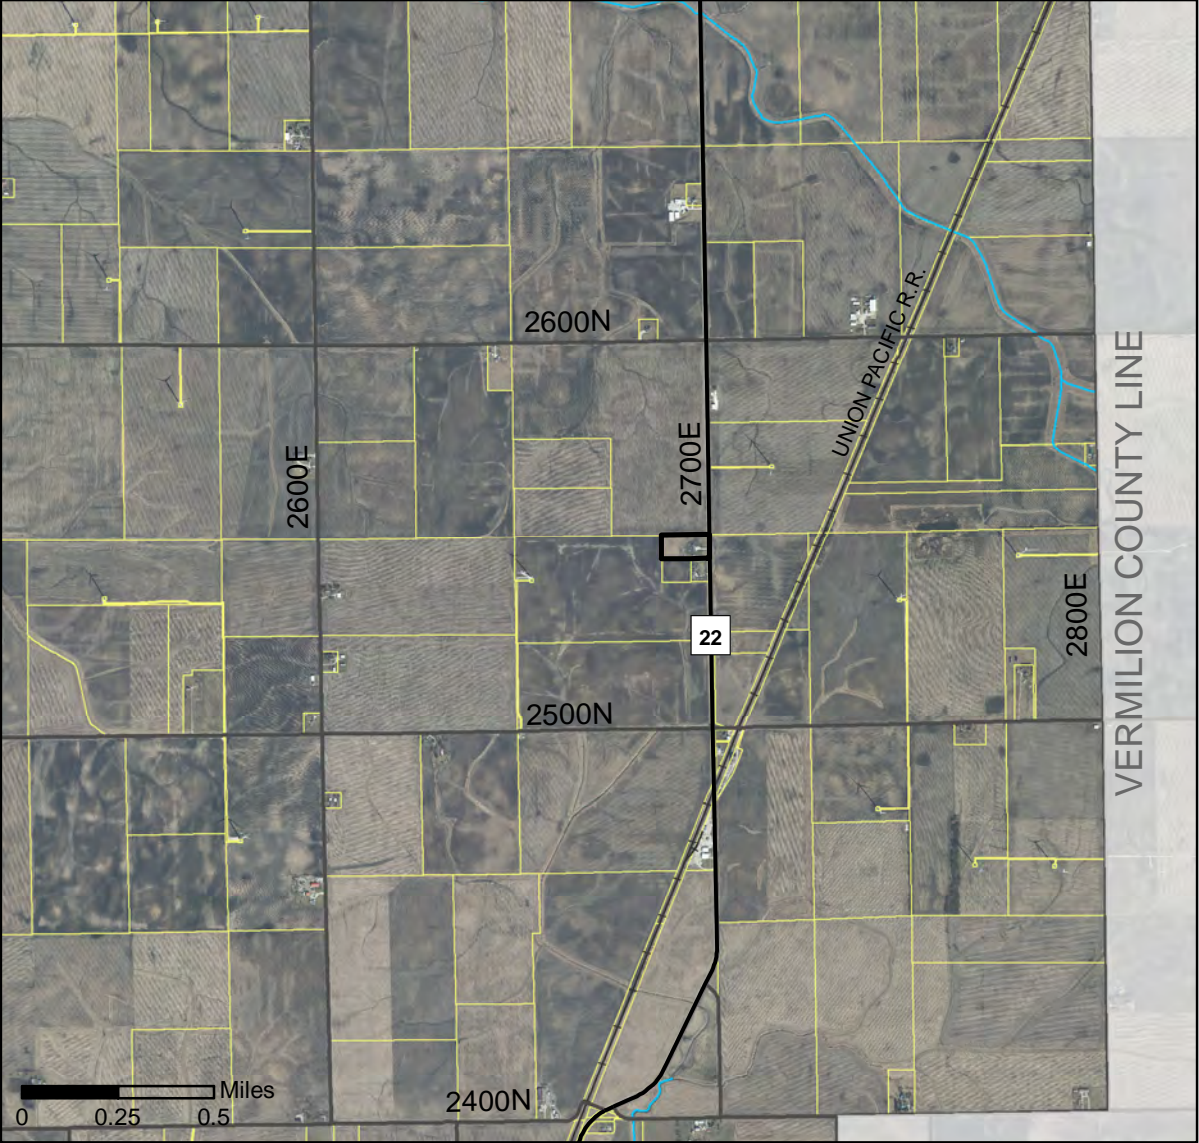 2600N
UNION PACIFIC R.R.
VERMILION COUNTY LINE
2600E
2700E
2800E
22
2500N
2400N
Miles
0 0.25 0.5